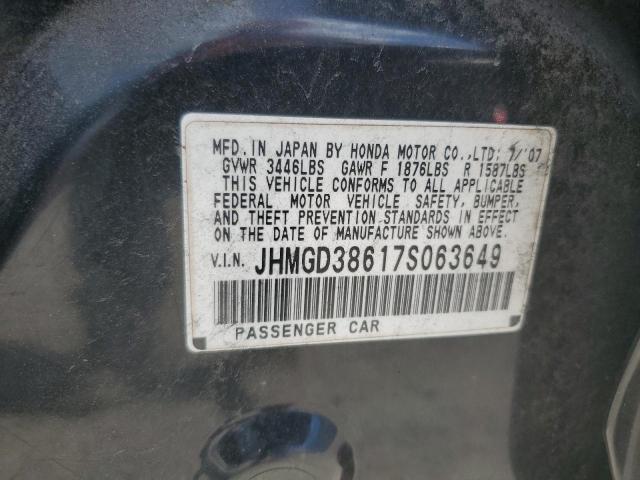 MFD. IN JAPAN BY HONDA MOTOR CO., LTD; 1/'07
GVWR 3446LBS GAWR F 1876LBS R 1587LBS
THIS VEHICLE CONFORMS TO ALL APPLICABLE
FEDERAL MOTOR VEHICLE SAFETY, BUMPER,
AND THEFT PREVENTION STANDARDS IN EFFECT
ON THE DATE OF MANUFACTURE SHOWN ABOVE.
V.I.N. JHMGD38617S063649
PASSENGER CAR